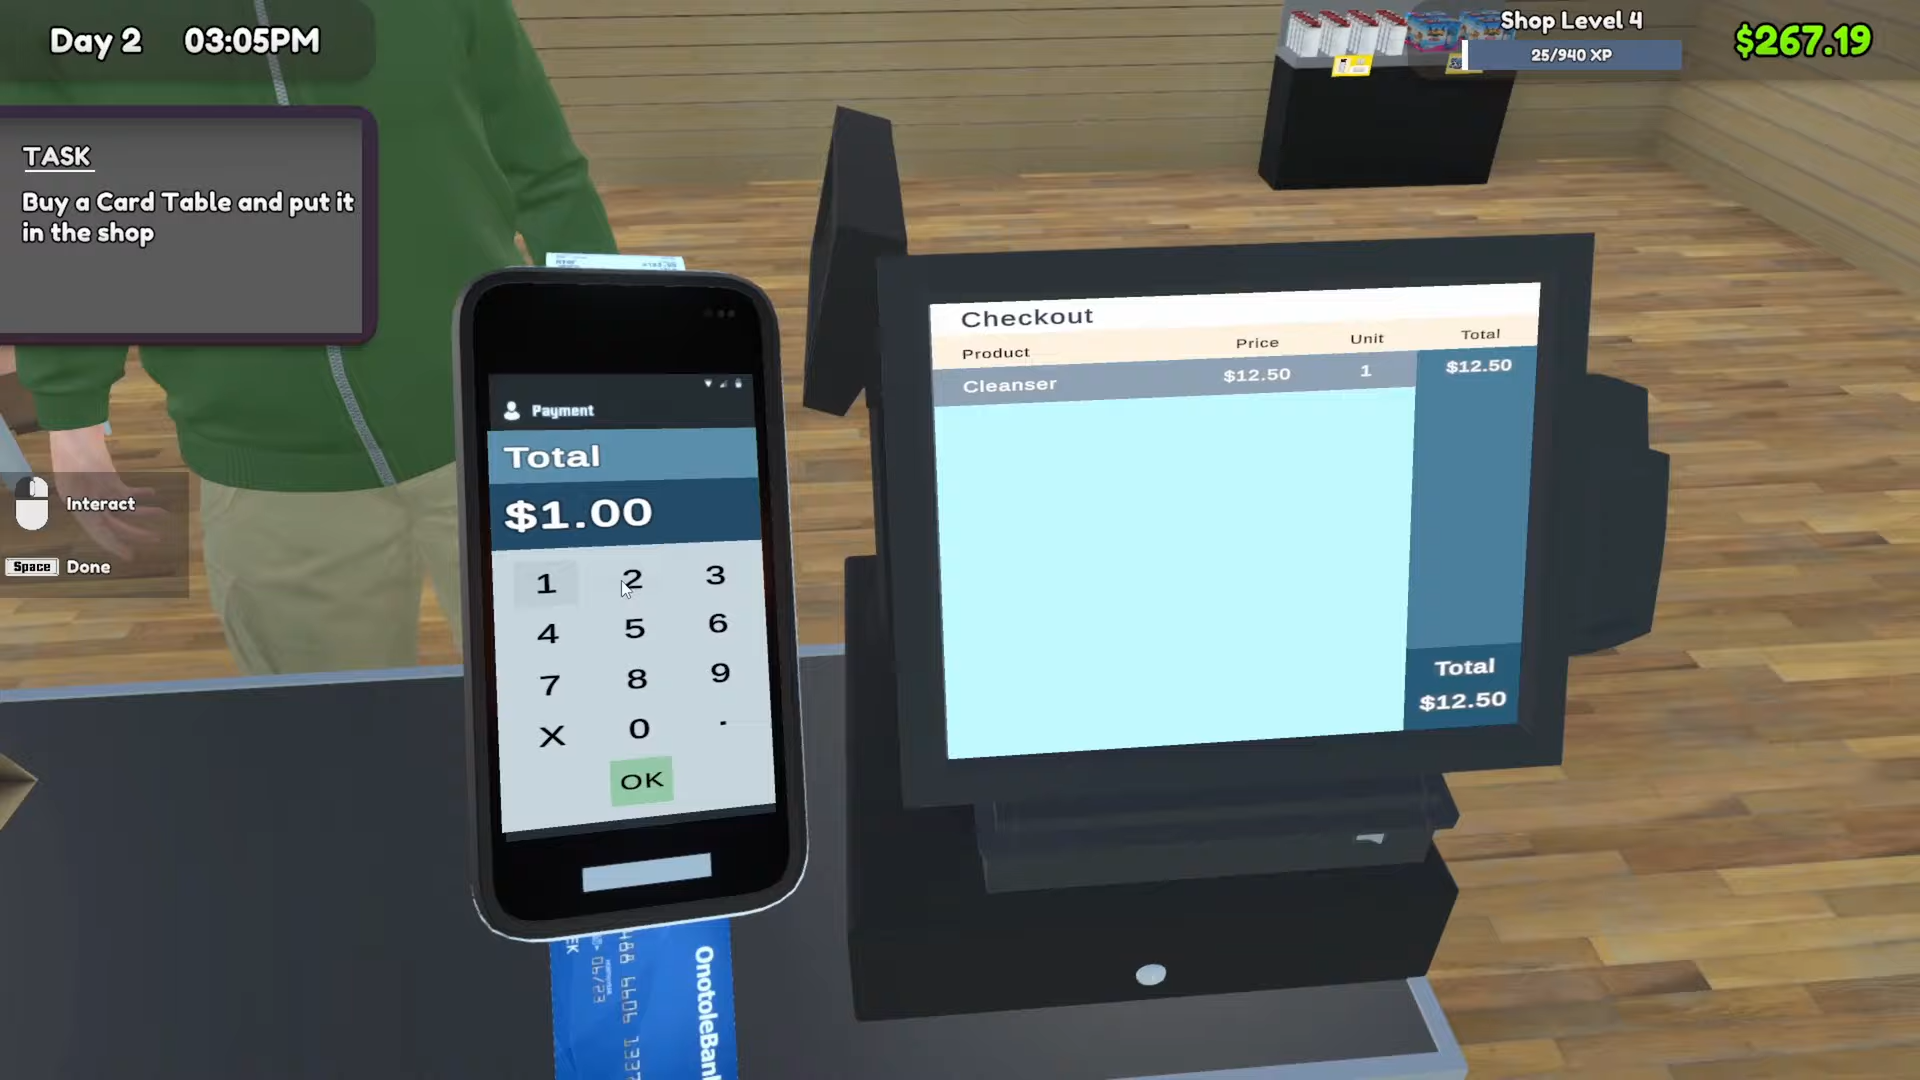 Day 2 03:05PM
Shop Level 4
25/940 XP
$267.19
TASK
Buy a Card Table and put it
in the shop
Interact
Space Done
Payment
Total
$1.00
1 2 3
4 5 6
7 8 9
X 0 .
OK
Checkout
Product Price Unit Total
Cleanser $12.50 1 $12.50
Total
$12.50
OnotoleBank
06/23